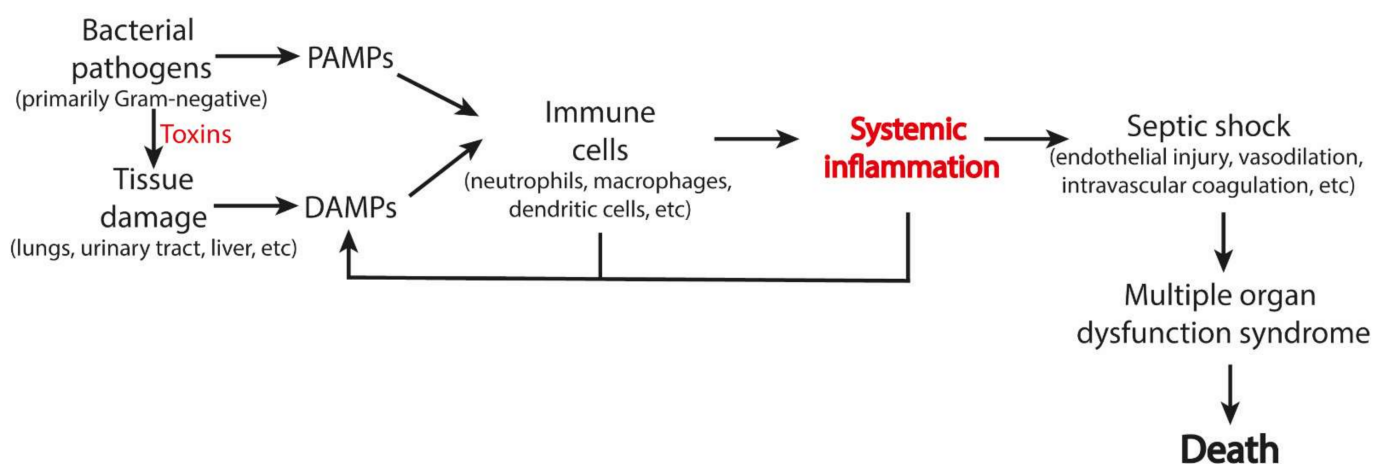 Bacterial
pathogens
(primarily Gram-negative)
Toxins
Tissue
damage
(lungs, urinary tract, liver, etc)
PAMPs
DAMPs
Immune
cells
(neutrophils, macrophages,
dendritic cells, etc)
Systemic
inflammation
Septic shock
(endothelial injury, vasodilation,
intravascular coagulation, etc)
Multiple organ
dysfunction syndrome
Death